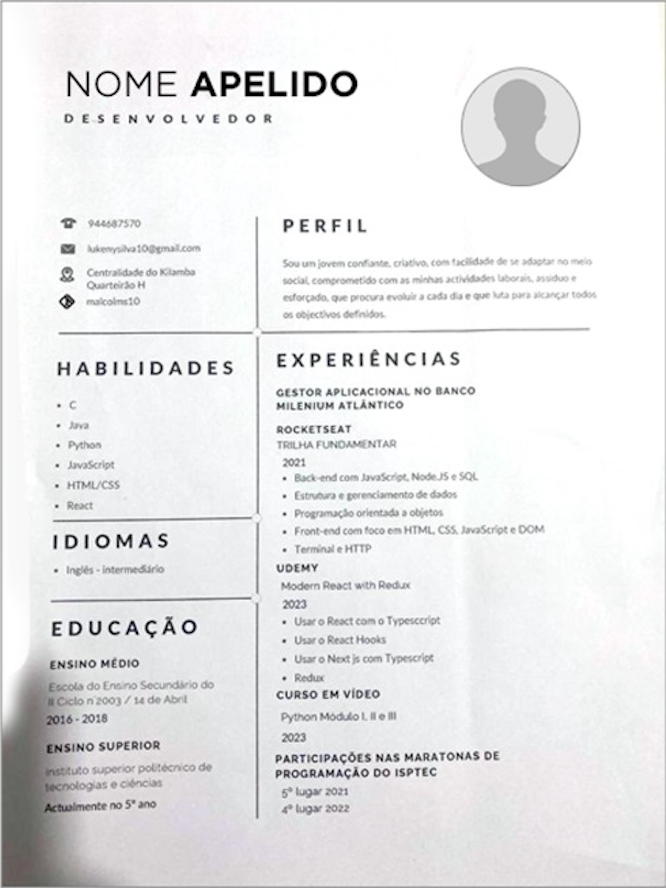 NOME APELIDO
DESENVOLVEDOR
944687570
lukenysilva10@gmail.com
Centralidade do Kilamba
Quarteirão H
malcolms10
PERFIL
Sou um jovem confiante, criativo, com facilidade de se adaptar no meio
social, comprometido com as minhas actividades laborais, assiduo e
esforçado, que procura evoluir a cada dia e que luta para alcançar todos
os objectivos definidos.
HABILIDADES
• C
• Java
• Python
• JavaScript
• HTML/CSS
• React
IDIOMAS
• Inglês - intermediário
EDUCAÇÃO
ENSINO MÉDIO
Escola do Ensino Secundário do
II Ciclo nº2003 / 14 de Abril
2016 - 2018
ENSINO SUPERIOR
Instituto superior politécnico de
tecnologias e ciências
Actualmente no 5º ano
EXPERIÊNCIAS
GESTOR APLICACIONAL NO BANCO
MILENIUM ATLÂNTICO
ROCKETSEAT
TRILHA FUNDAMENTAR
2021
• Back-end com JavaScript, Node.JS e SQL
• Estrutura e gerenciamento de dados
• Programação orientada a objetos
• Front-end com foco em HTML, CSS, JavaScript e DOM
• Terminal e HTTP
UDEMY
Modern React with Redux
2023
• Usar o React com o Typesccript
• Usar o React Hooks
• Usar o Next js com Typescript
• Redux
CURSO EM VÍDEO
Python Módulo I, II e III
2023
PARTICIPAÇÕES NAS MARATONAS DE
PROGRAMAÇÃO DO ISPTEC
5º lugar 2021
4º lugar 2022